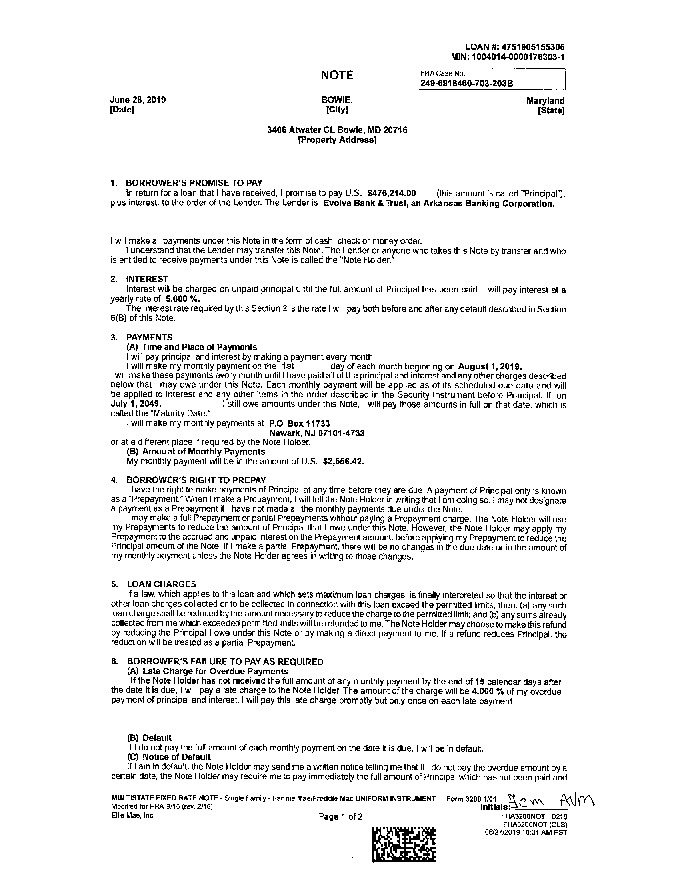 LOAN #: 4751905155306
MIN: 1004014-0000176303-1
NOTE
FHA Case No.
249-6918460-703-203B
June 28, 2019
[Date]
BOWIE,
[City]
Maryland
[State]
3406 Atwater Ct, Bowie, MD 20716
[Property Address]
1. BORROWER'S PROMISE TO PAY
In return for a loan that I have received, I promise to pay U.S. $476,214.00 (this amount is called "Principal"),
plus interest, to the order of the Lender. The Lender is Evolve Bank & Trust, an Arkansas Banking Corporation.
I will make all payments under this Note in the form of cash, check or money order.
I understand that the Lender may transfer this Note. The Lender or anyone who takes this Note by transfer and who
is entitled to receive payments under this Note is called the "Note Holder."
2. INTEREST
Interest will be charged on unpaid principal until the full amount of Principal has been paid. I will pay interest at a
yearly rate of 5.000 %.
The interest rate required by this Section 2 is the rate I will pay both before and after any default described in Section
6(B) of this Note.
3. PAYMENTS
(A) Time and Place of Payments
I will pay principal and interest by making a payment every month.
I will make my monthly payment on the first day of each month beginning on August 1, 2019.
I will make these payments every month until I have paid all of the principal and interest and any other charges described
below that I may owe under this Note. Each monthly payment will be applied as of its scheduled due date and will
be applied to interest and any other items in the order described in the Security Instrument before Principal. If, on
July 1, 2049, I still owe amounts under this Note, I will pay those amounts in full on that date, which is
called the "Maturity Date."
I will make my monthly payments at P.O Box 11733
Newark, NJ 07101-4733
or at a different place if required by the Note Holder.
(B) Amount of Monthly Payments
My monthly payment will be in the amount of U.S. $2,556.42.
4. BORROWER'S RIGHT TO PREPAY
I have the right to make payments of Principal at any time before they are due. A payment of Principal only is known
as a "Prepayment." When I make a Prepayment, I will tell the Note Holder in writing that I am doing so. I may not designate
a payment as a Prepayment if I have not made all the monthly payments due under the Note.
I may make a full Prepayment or partial Prepayments without paying a Prepayment charge. The Note Holder will use
my Prepayments to reduce the amount of Principal that I owe under this Note. However, the Note Holder may apply my
Prepayment to the accrued and unpaid interest on the Prepayment amount, before applying my Prepayment to reduce the
Principal amount of the Note. If I make a partial Prepayment, there will be no changes in the due date or in the amount of
my monthly payment unless the Note Holder agrees in writing to those changes.
5. LOAN CHARGES
If a law, which applies to this loan and which sets maximum loan charges, is finally interpreted so that the interest or
other loan charges collected or to be collected in connection with this loan exceed the permitted limits, then: (a) any such
loan charge shall be reduced by the amount necessary to reduce the charge to the permitted limit; and (b) any sums already
collected from me which exceeded permitted limits will be refunded to me. The Note Holder may choose to make this refund
by reducing the Principal I owe under this Note or by making a direct payment to me. If a refund reduces Principal, the
reduction will be treated as a partial Prepayment.
6. BORROWER'S FAILURE TO PAY AS REQUIRED
(A) Late Charge for Overdue Payments
If the Note Holder has not received the full amount of any monthly payment by the end of 15 calendar days after
the date it is due, I will pay a late charge to the Note Holder. The amount of the charge will be 4.000 % of my overdue
payment of principal and interest. I will pay this late charge promptly but only once on each late payment.
(B) Default
If I do not pay the full amount of each monthly payment on the date it is due, I will be in default.
(C) Notice of Default
If I am in default, the Note Holder may send me a written notice telling me that if I do not pay the overdue amount by a
certain date, the Note Holder may require me to pay immediately the full amount of Principal which has not been paid and
MULTISTATE FIXED RATE NOTE - Single Family - Fannie Mae/Freddie Mac UNIFORM INSTRUMENT Form 3200 1/01
Modified for FHA 9/15 (rev. 2/16)
Initials:
Ellie Mae, Inc.
Page 1 of 2
FHA3200NOT 0219
FHA3200NOT (CLS)
06/27/2019 10:01 AM PST